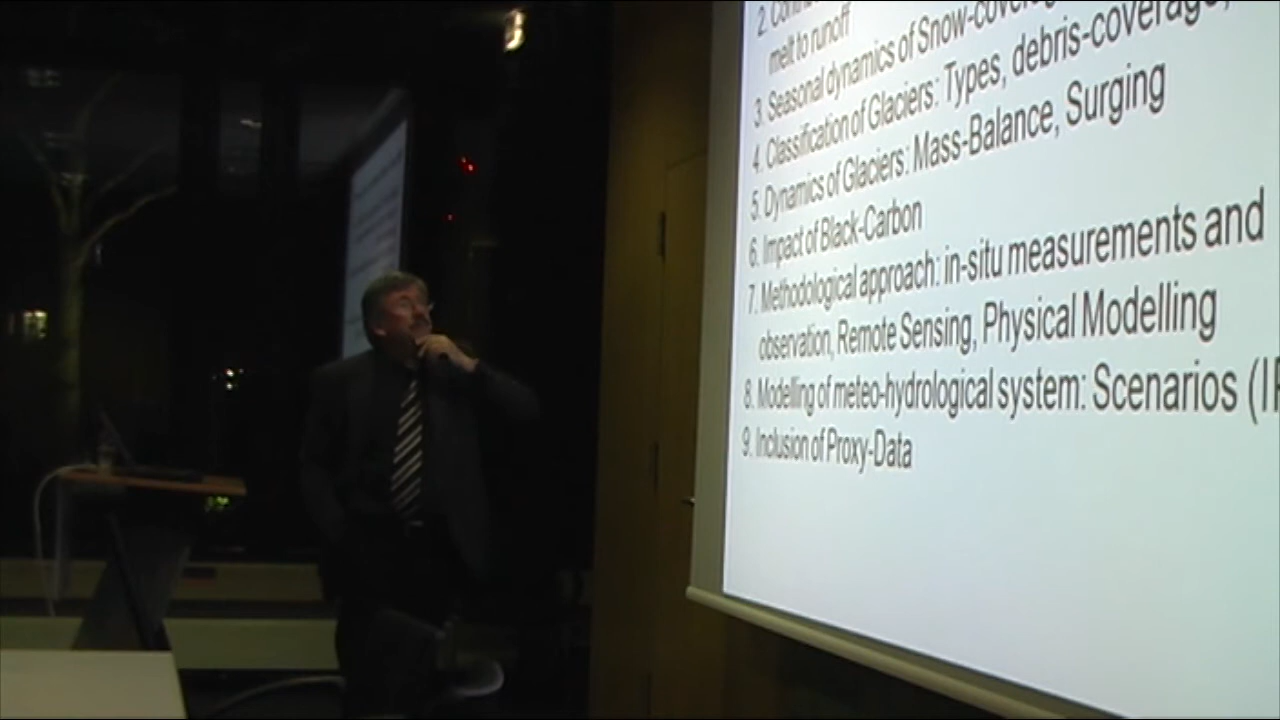 2.
melt to runoff
3. Seasonal dynamics of Snow-cover
4. Classification of Glaciers: Types, debris-coverage,
5. Dynamics of Glaciers: Mass-Balance, Surging
6. Impact of Black-Carbon
7. Methodological approach: in-situ measurements and
observation, Remote Sensing, Physical Modelling
8. Modelling of meteo-hydrological system: Scenarios
9. Inclusion of Proxy-Data